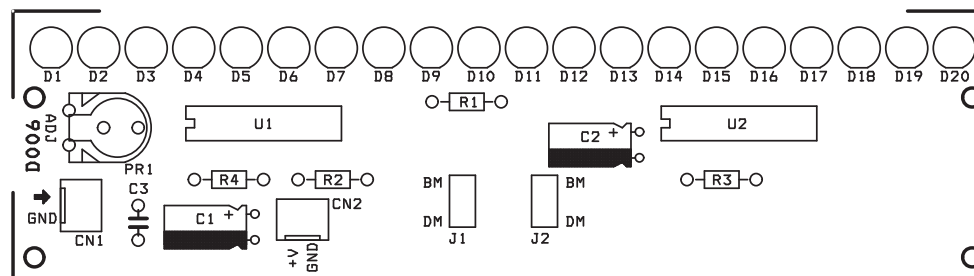 D1 D2 D3 D4 D5 D6 D7 D8 D9 D10 D11 D12 D13 D14 D15 D16 D17 D18 D19 D20
R1
ADJ
U1
U2
D006
C2 +
PR1
R4
R2
BM
BM
R3
C3
CN2
GND
C1 +
DM
DM
CN1
J1
J2
+V
GND